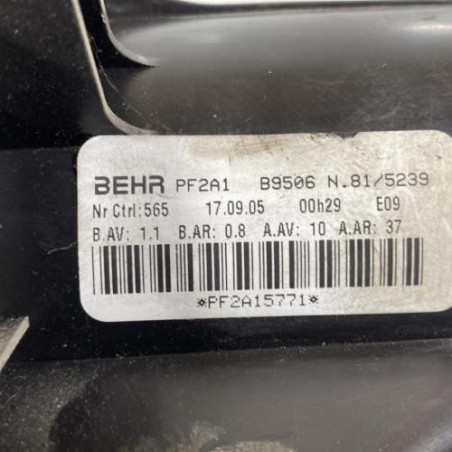 BEHR PF2A1 B9506 N.81/5239
Nr Ctrl:565 17.09.05 00h29 E09
B.AV: 1.1 B.AR: 0.8 A.AV: 10 A.AR: 37
*PF2A15771*